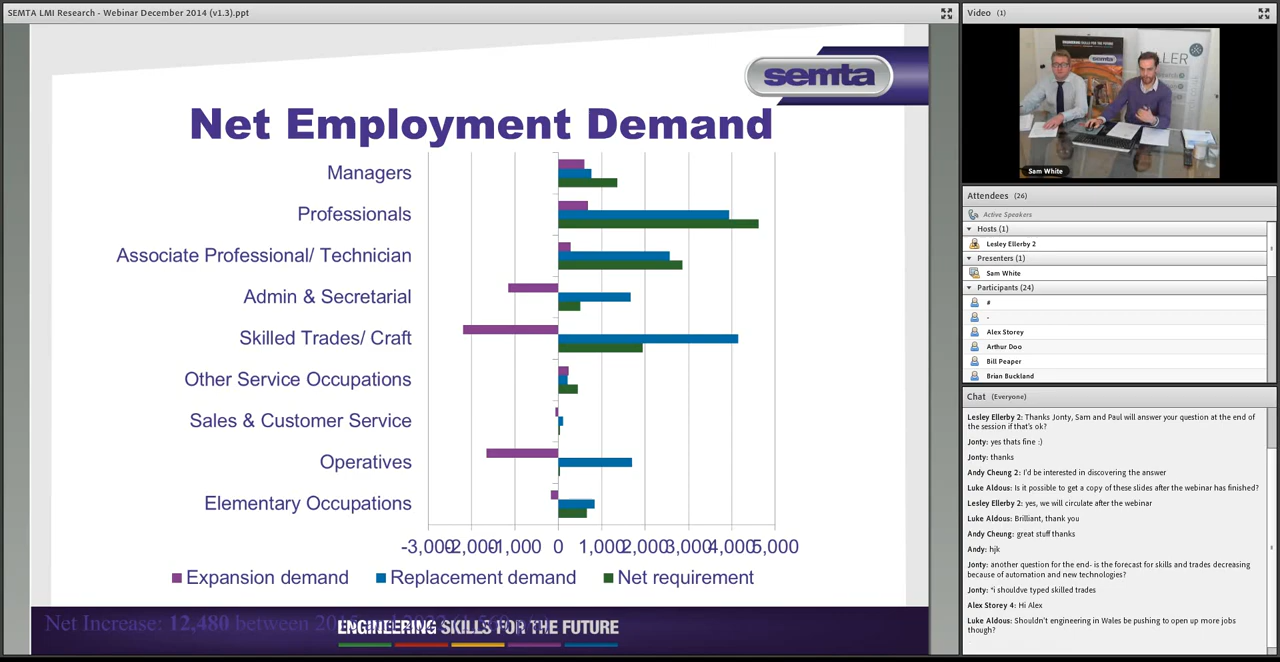 SEMTA LMI Research - Webinar December 2014 (v1.3).ppt
semta
Net Employment Demand
Managers
Professionals
Associate Professional/ Technician
Admin & Secretarial
Skilled Trades/ Craft
Other Service Occupations
Sales & Customer Service
Operatives
Elementary Occupations
-3,000 -2,000 -1,000 0 1,000 2,000 3,000 4,000 5,000
Expansion demand Replacement demand Net requirement
Net Increase: 12,480 between
ENGINEERING SKILLS FOR THE FUTURE
Video (1)
ENGINEERING SKILLS FOR THE FUTURE
semta
Sam White
Attendees (26)
Active Speakers
Hosts (1)
Lesley Ellerby 2
Presenters (1)
Sam White
Participants (24)
#
-
Alex Storey
Arthur Doo
Bill Peaper
Brian Buckland
Chat (Everyone)
Lesley Ellerby 2: Thanks Jonty, Sam and Paul will answer your question at the end of
the session if that's ok?
Jonty: yes thats fine :)
Jonty: thanks
Andy Cheung 2: I'd be interested in discovering the answer
Luke Aldous: Is it possible to get a copy of these slides after the webinar has finished?
Lesley Ellerby 2: yes, we will circulate after the webinar
Luke Aldous: Brilliant, thank you
Andy Cheung: great stuff thanks
Andy: hjk
Jonty: another question for the end- is the forecast for skills and trades decreasing
because of automation and new technologies?
Jonty: *i shouldve typed skilled trades
Alex Storey 4: Hi Alex
Luke Aldous: Shouldn't engineering in Wales be pushing to open up more jobs
though?